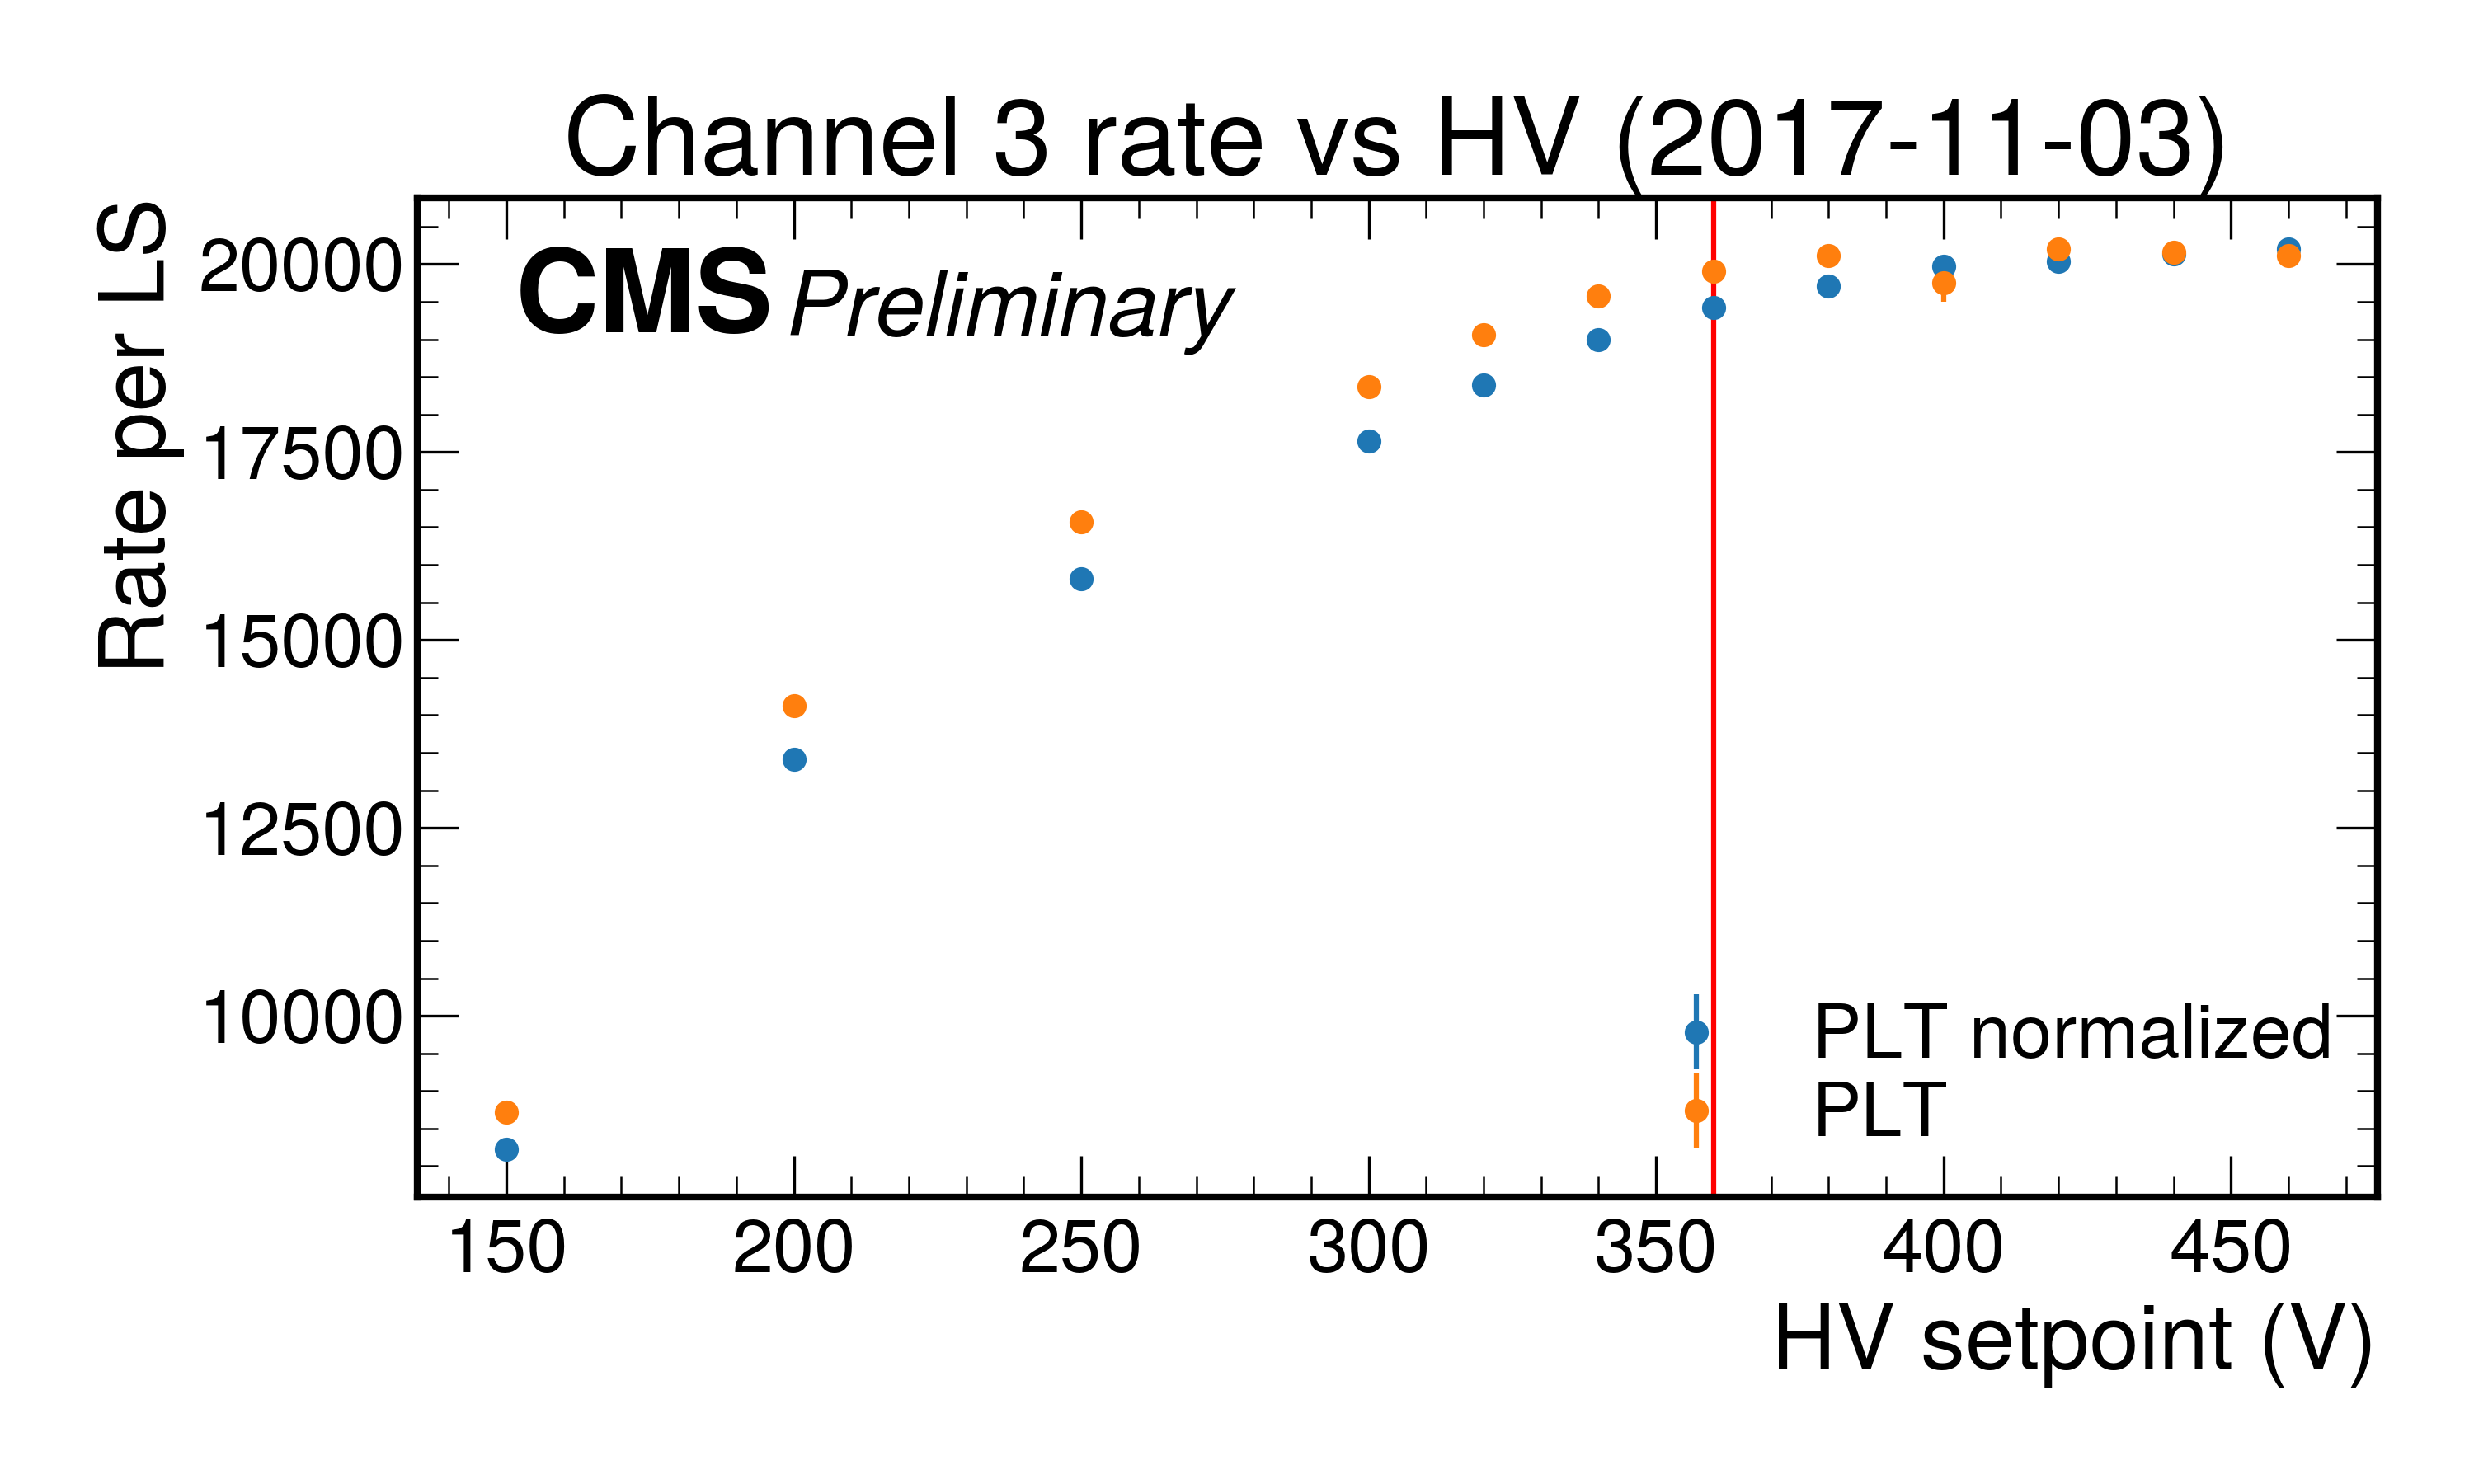 Channel 3 rate vs HV (2017-11-03)
CMS Preliminary
Rate per LS
20000
17500
15000
12500
10000
PLT normalized
PLT
150 200 250 300 350 400 450
HV setpoint (V)